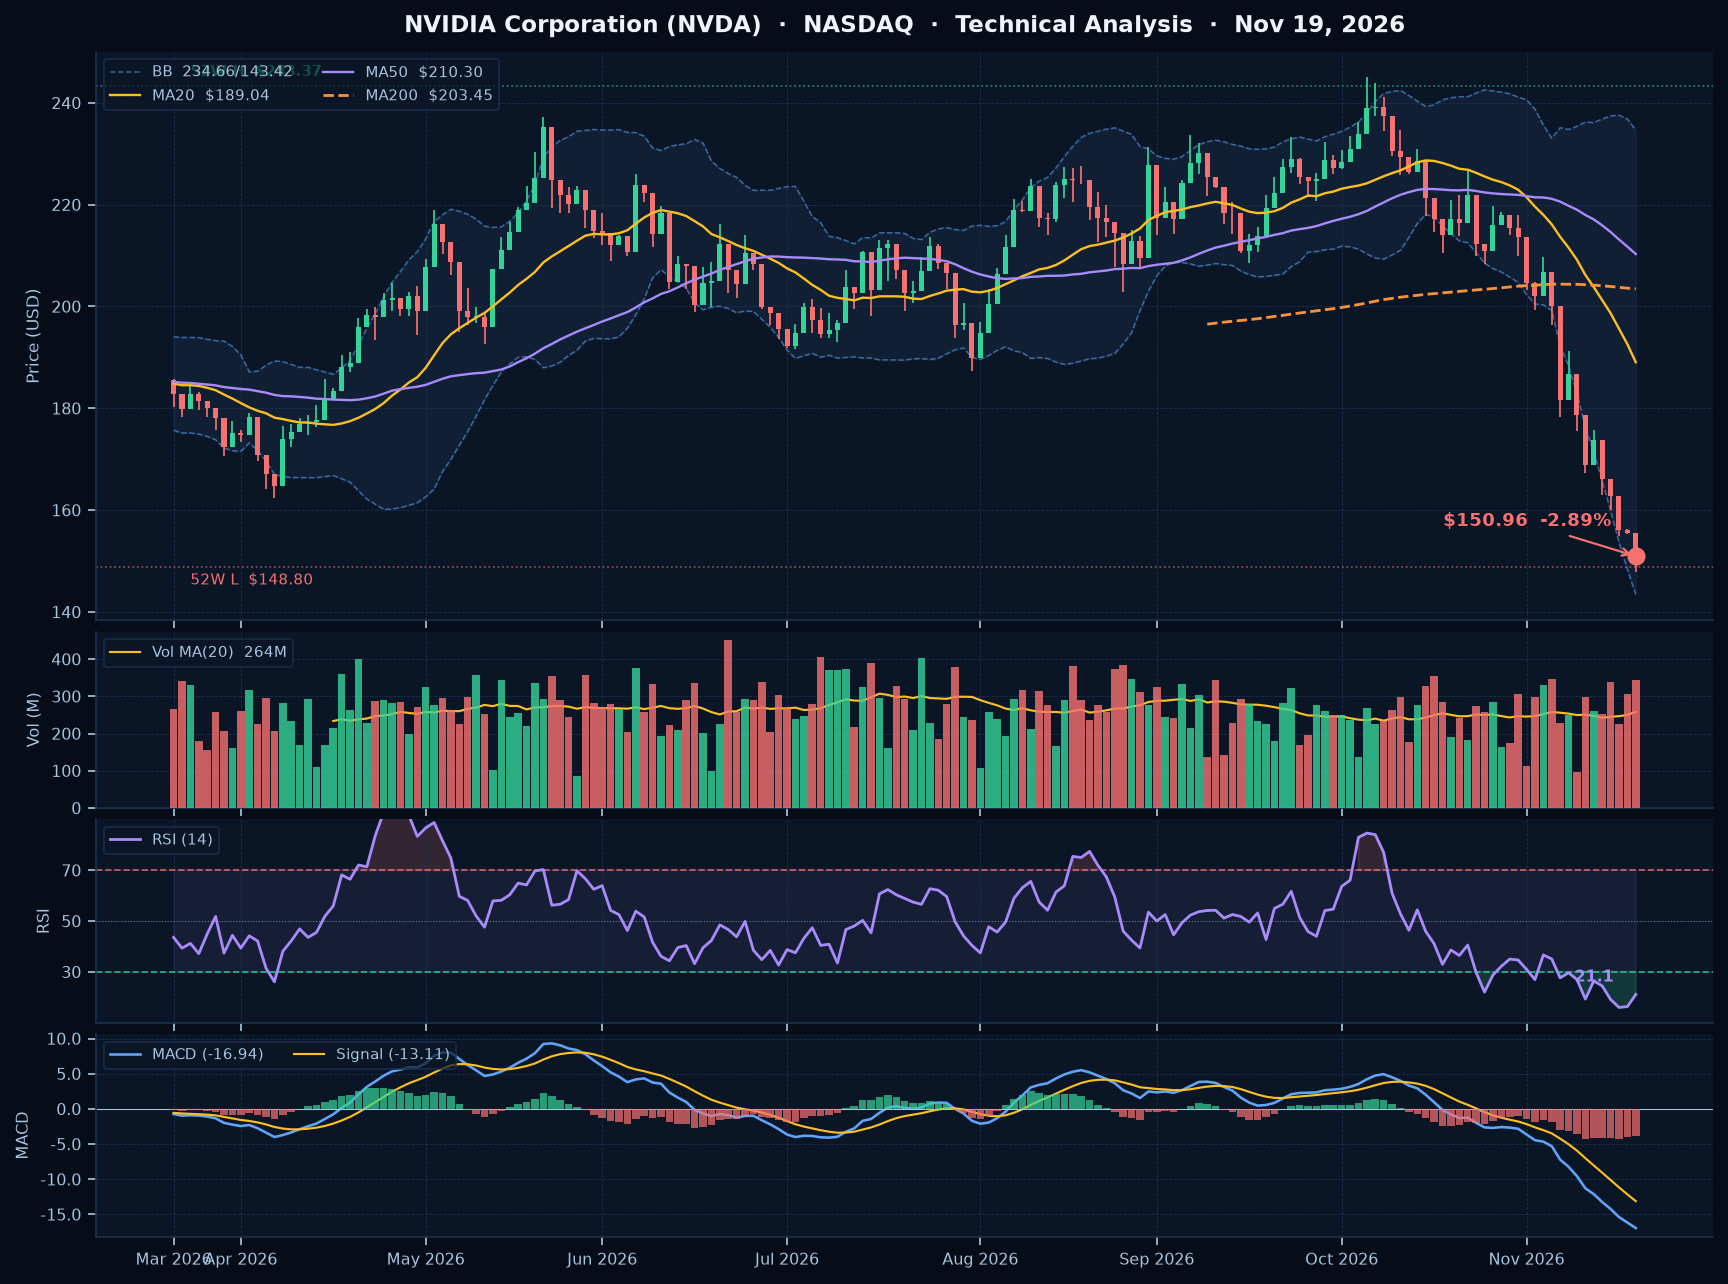 NVIDIA Corporation (NVDA) · NASDAQ · Technical Analysis · Nov 19, 2026
BB 234.66/143.42
MA50 $210.30
MA20 $189.04
MA200 $203.45
240
220
200
180
160
140
Price (USD)
$150.96 -2.89%
52W L $148.80
Vol MA(20) 264M
400
300
200
100
0
Vol (M)
RSI (14)
70
50
30
RSI
21.1
MACD (-16.94)
Signal (-13.11)
10.0
5.0
0.0
-5.0
-10.0
-15.0
MACD
Mar 2026
Apr 2026
May 2026
Jun 2026
Jul 2026
Aug 2026
Sep 2026
Oct 2026
Nov 2026